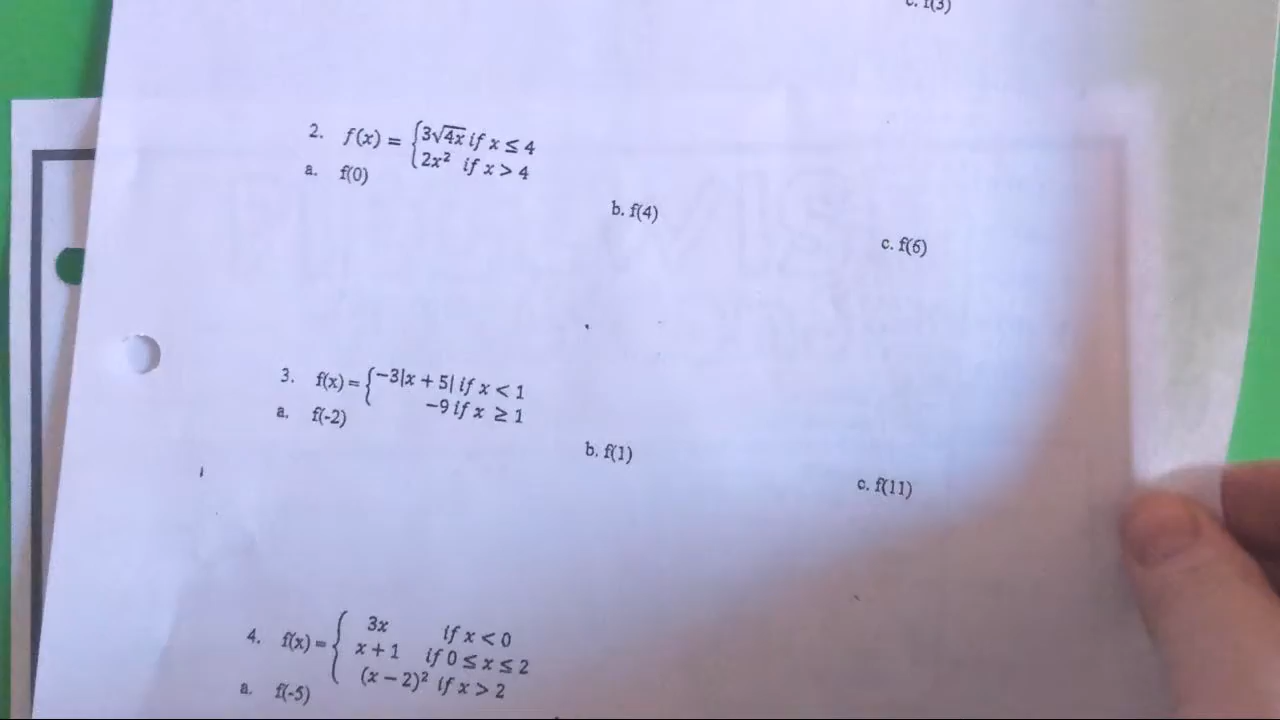 c. f(3)
2. f(x) = {3√4x if x ≤ 4
2x² if x > 4
a. f(0)
b. f(4)
c. f(6)
3. f(x) = {−3|x + 5| if x < 1
−9 if x ≥ 1
a. f(-2)
b. f(1)
c. f(11)
4. f(x) = { 3x if x < 0
x + 1 if 0 ≤ x ≤ 2
(x − 2)² if x > 2
a. f(-5)